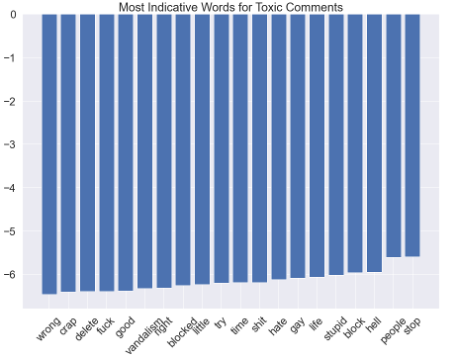 Most Indicative Words for Toxic Comments
0
−1
−2
−3
−4
−5
−6
wrong
crap
delete
fuck
good
vandalism
right
blocked
little
try
time
shit
hate
gay
life
stupid
block
hell
people
stop